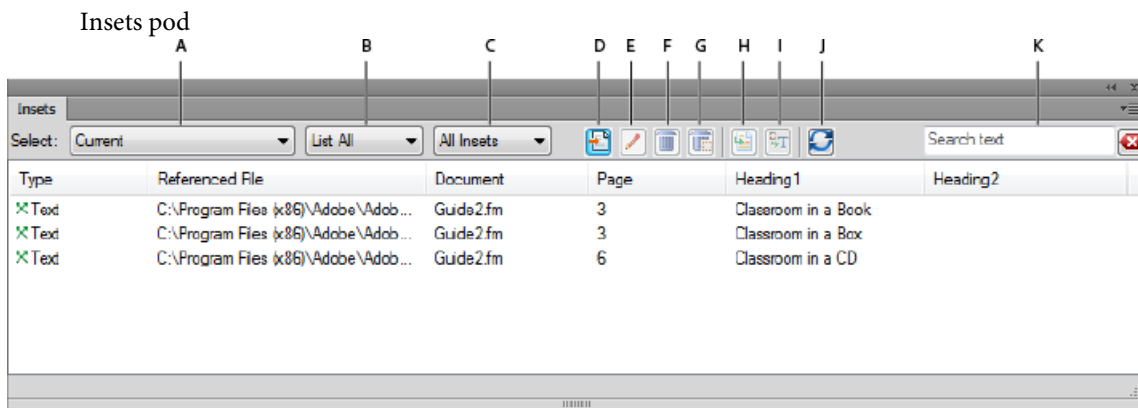 Insets pod
A B C D E F G H I J K
Insets
Select: Current List All All Insets Search text
Type Referenced File Document Page Heading1 Heading2
Text C:\Program Files (x86)\Adobe\Adob... Guide2.fm 3 Classroom in a Book
Text C:\Program Files (x86)\Adobe\Adob... Guide2.fm 3 Classroom in a Box
Text C:\Program Files (x86)\Adobe\Adob... Guide2.fm 6 Classroom in a CD